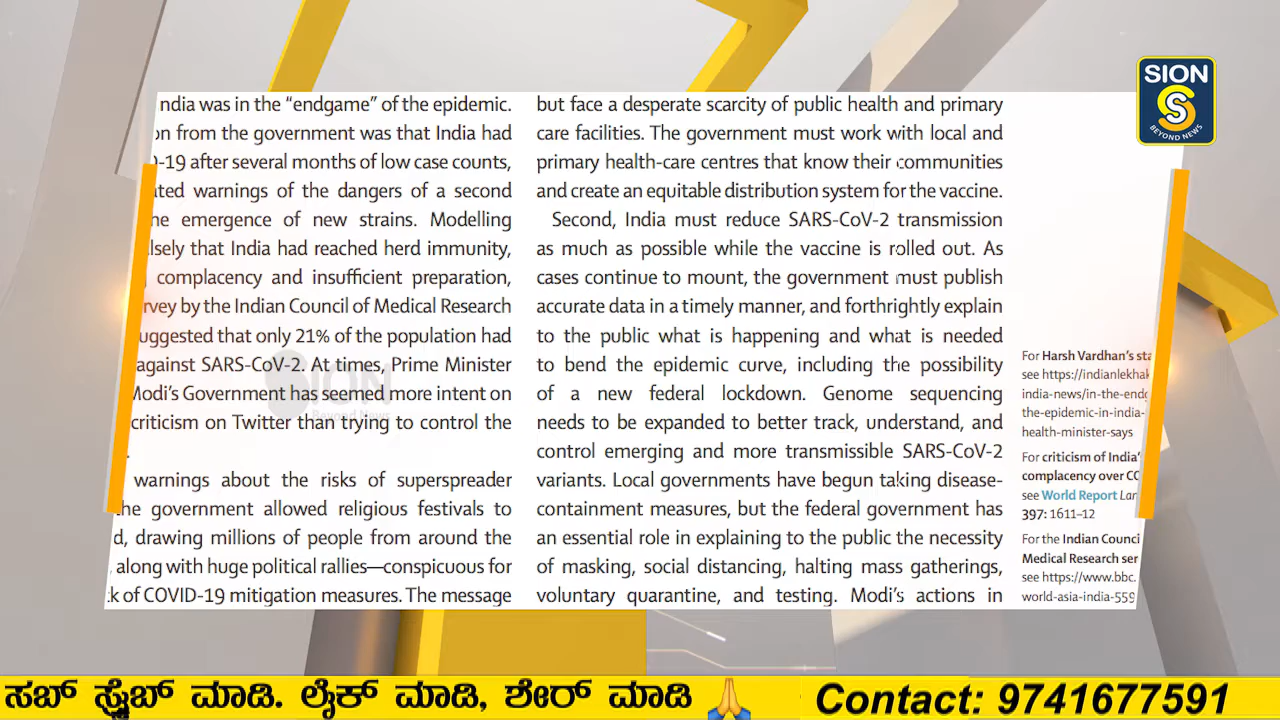 SION
S
BEYOND NEWS
ndia was in the “endgame” of the epidemic.
on from the government was that India had
-19 after several months of low case counts,
ated warnings of the dangers of a second
he emergence of new strains. Modelling
lsely that India had reached herd immunity,
complacency and insufficient preparation,
rvey by the Indian Council of Medical Research
uggested that only 21% of the population had
against SARS-CoV-2. At times, Prime Minister
Modi’s Government has seemed more intent on
criticism on Twitter than trying to control the
.
warnings about the risks of superspreader
he government allowed religious festivals to
d, drawing millions of people from around the
, along with huge political rallies—conspicuous for
k of COVID-19 mitigation measures. The message
but face a desperate scarcity of public health and primary
care facilities. The government must work with local and
primary health-care centres that know their communities
and create an equitable distribution system for the vaccine.
Second, India must reduce SARS-CoV-2 transmission
as much as possible while the vaccine is rolled out. As
cases continue to mount, the government must publish
accurate data in a timely manner, and forthrightly explain
to the public what is happening and what is needed
to bend the epidemic curve, including the possibility
of a new federal lockdown. Genome sequencing
needs to be expanded to better track, understand, and
control emerging and more transmissible SARS-CoV-2
variants. Local governments have begun taking disease-
containment measures, but the federal government has
an essential role in explaining to the public the necessity
of masking, social distancing, halting mass gatherings,
voluntary quarantine, and testing. Modi’s actions in
For Harsh Vardhan’s sta
see https://indianlekhak
india-news/in-the-endg
the-epidemic-in-india-
health-minister-says
For criticism of India’
complacency over CO
see World Report Lan
397: 1611–12
For the Indian Counci
Medical Research ser
see https://www.bbc.
world-asia-india-559
ION
Beyond News
ಸಬ್ ಸ್ಕ್ರೈಬ್ ಮಾಡಿ. ಲೈಕ್ ಮಾಡಿ, ಶೇರ್ ಮಾಡಿ 🙏
Contact: 9741677591